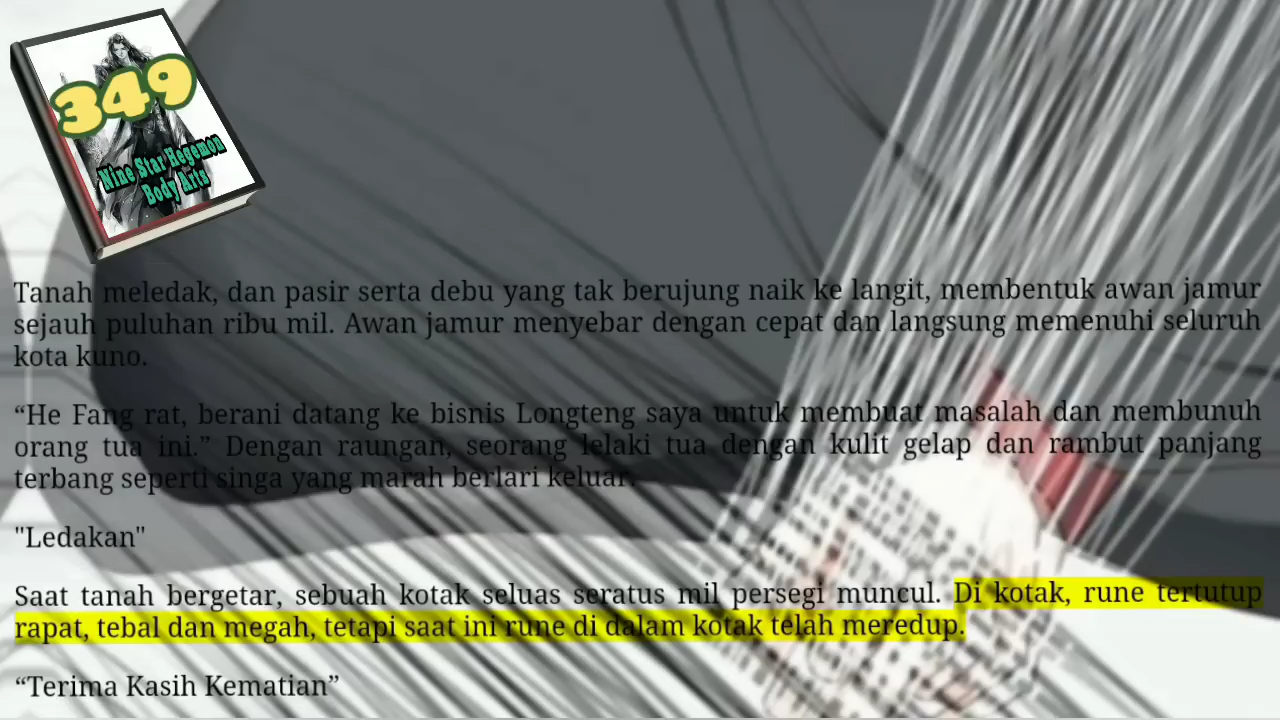 349
Nine Star Hegemon
Body Arts
Tanah meledak, dan pasir serta debu yang tak berujung naik ke langit, membentuk awan jamur
sejauh puluhan ribu mil. Awan jamur menyebar dengan cepat dan langsung memenuhi seluruh
kota kuno.
“He Fang rat, berani datang ke bisnis Longteng saya untuk membuat masalah dan membunuh
orang tua ini.” Dengan raungan, seorang lelaki tua dengan kulit gelap dan rambut panjang
terbang seperti singa yang marah berlari keluar.
"Ledakan"
Saat tanah bergetar, sebuah kotak seluas seratus mil persegi muncul. Di kotak, rune tertutup
rapat, tebal dan megah, tetapi saat ini rune di dalam kotak telah meredup.
“Terima Kasih Kematian”